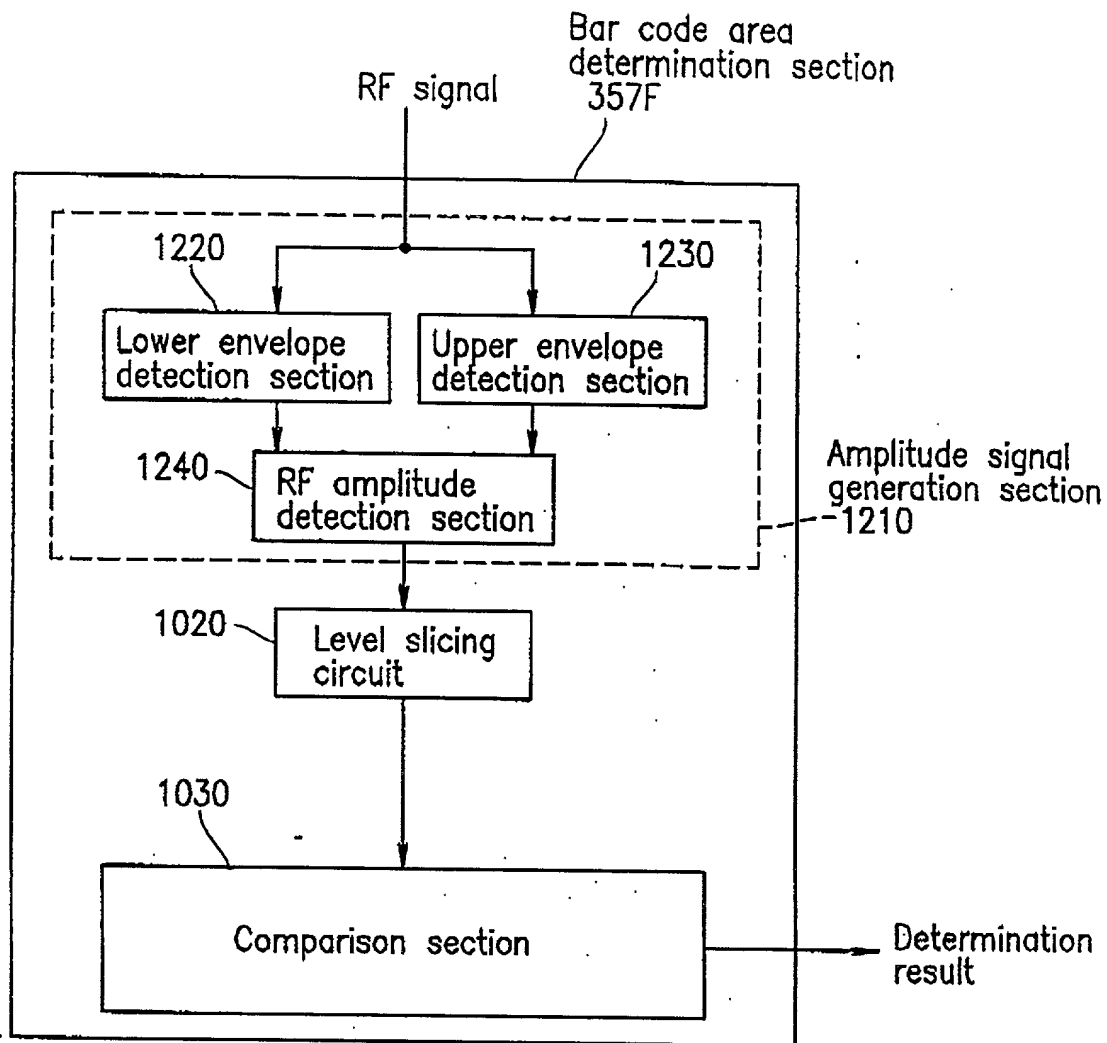 Bar code area
determination section
357F
RF signal
1220
1230
Lower envelope
detection section
Upper envelope
detection section
1240
RF amplitude
detection section
Amplitude signal
generation section
1210
1020
Level slicing
circuit
1030
Comparison section
Determination
result